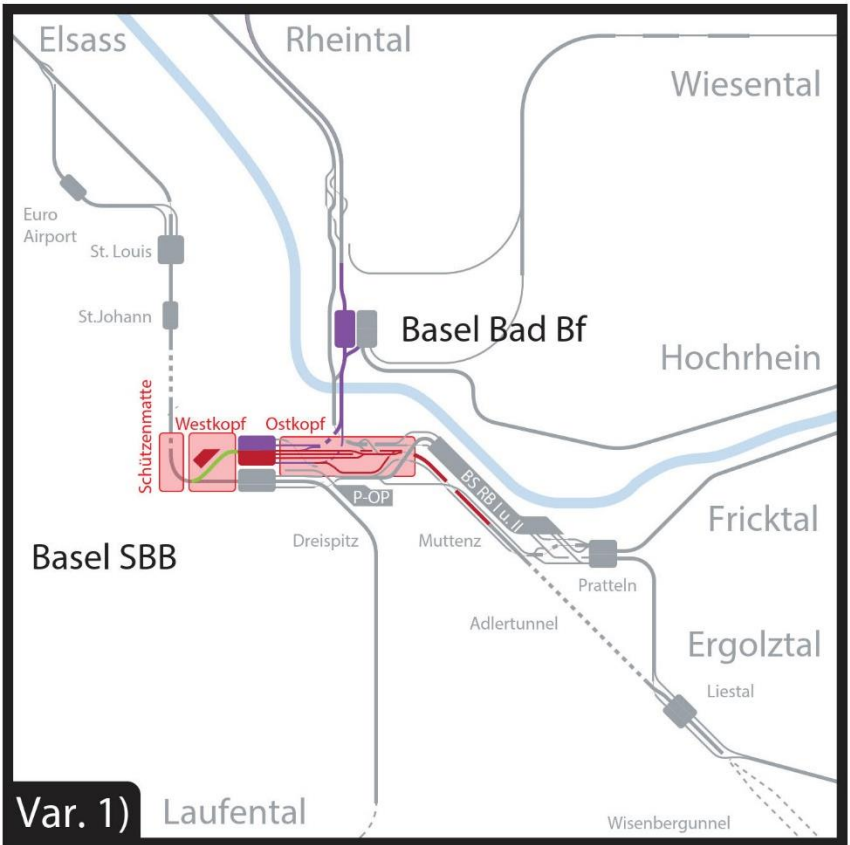 Elsass
Rheintal
Wiesental
Euro
Airport
St. Louis
St.Johann
Basel Bad Bf
Hochrhein
Schützenmatte
Westkopf
Ostkopf
BS RB I u. II
P-OP
Fricktal
Dreispitz
Muttenz
Basel SBB
Pratteln
Adlertunnel
Ergolztal
Liestal
Var. 1)
Laufental
Wisenbergunnel